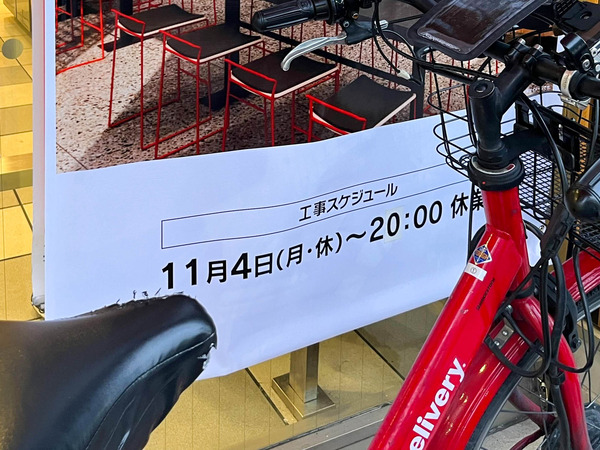 工事スケジュール
11月4日(月・休)〜20:00 休業
elivery.